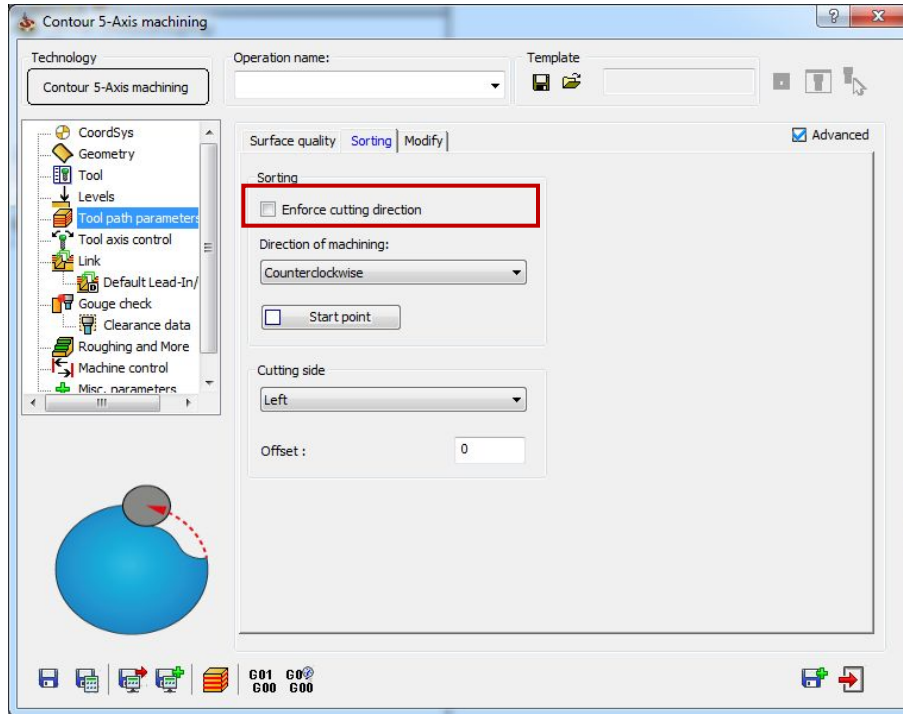 Contour 5-Axis machining
Technology
Contour 5-Axis machining
Operation name:
Template
CoordSys
Geometry
Tool
Levels
Tool path parameters
Tool axis control
Link
Default Lead-In/
Gouge check
Clearance data
Roughing and More
Machine control
Misc. parameters
Surface quality Sorting Modify
Advanced
Sorting
Enforce cutting direction
Direction of machining:
Counterclockwise
Start point
Cutting side
Left
Offset : 0
G01 G0
G00 G00